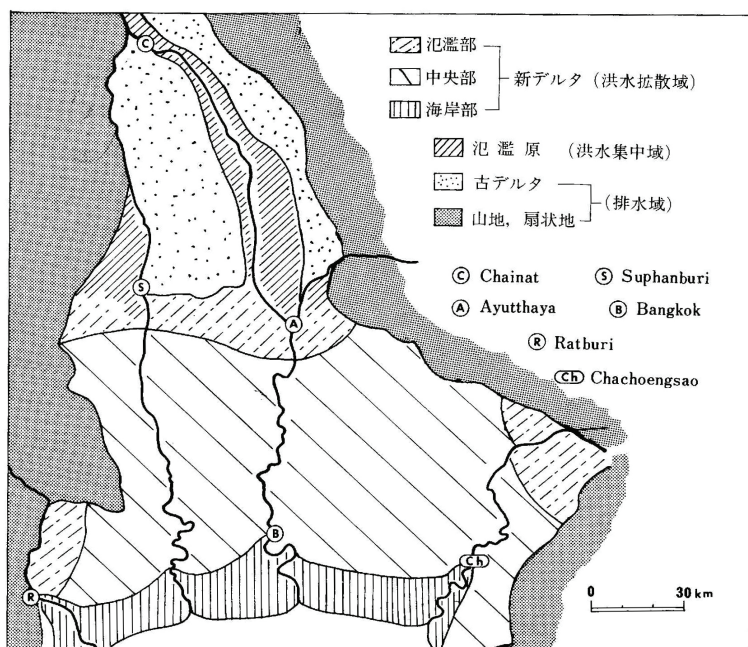 氾濫部
中央部
新デルタ(洪水拡散域)
海岸部
氾濫原 (洪水集中域)
古デルタ
(排水域)
山地,扇状地
C Chainat S Suphanburi
A Ayutthaya B Bangkok
R Ratburi
Ch Chachoengsao
C
S
A
B
Ch
R
0 30km